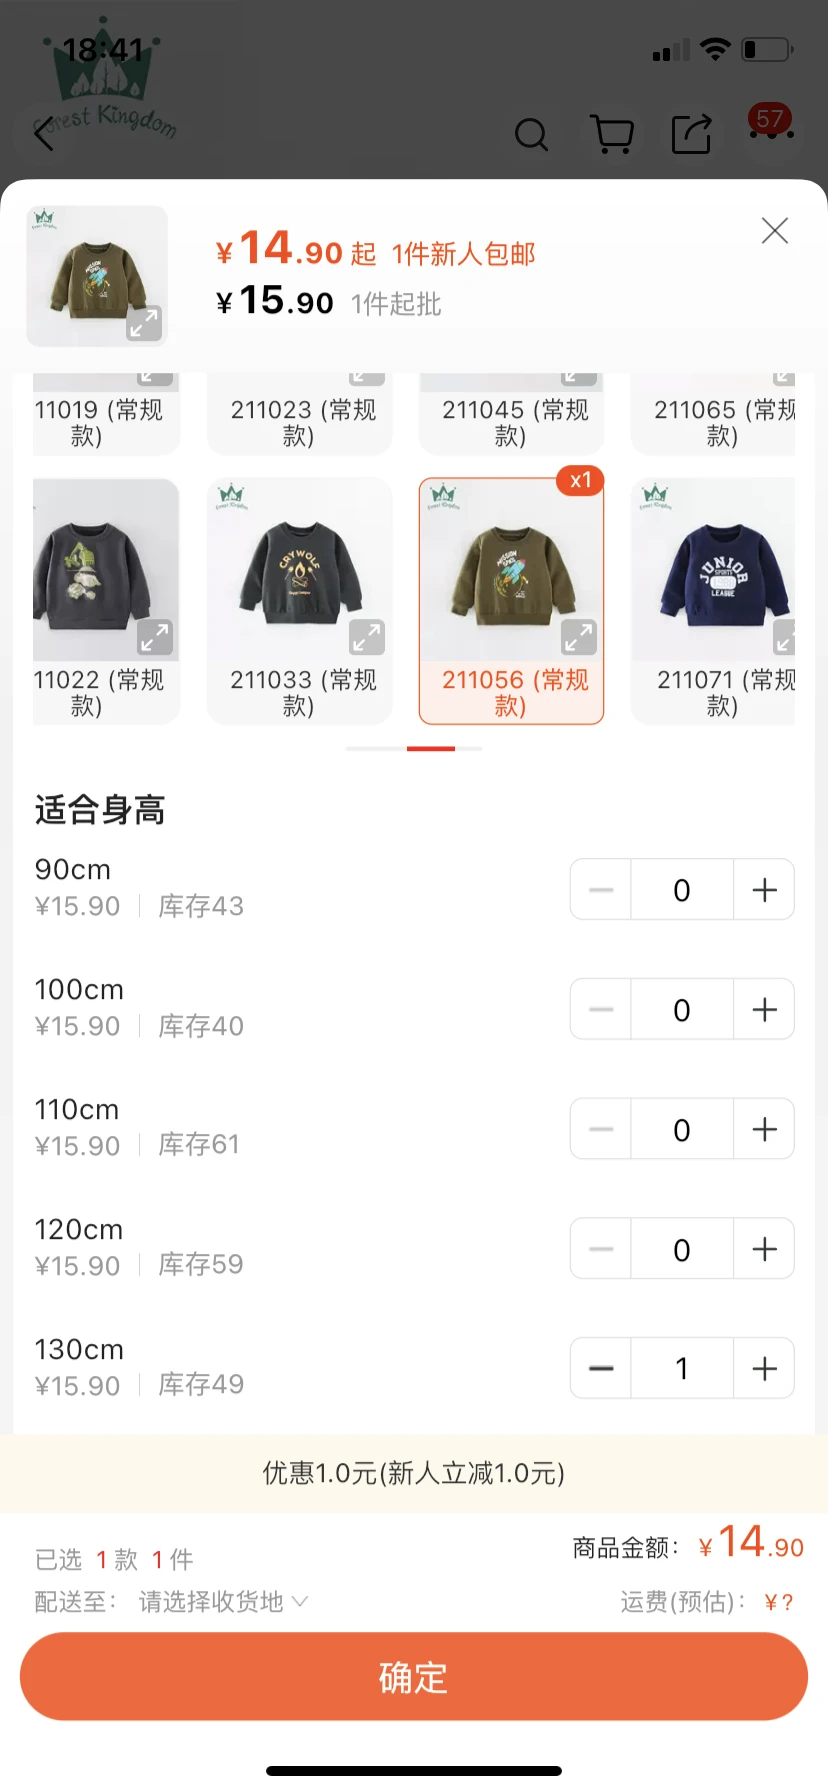 18:41
Forest Kingdom
57
¥14.90 起 1件新人包邮
¥15.90 1件起批
11019 (常规
款)
211023 (常规
款)
211045 (常规
款)
211065 (常规
款)
x1
CRYWOLF
MISSION
JUNIOR
SPORTS
LEAGUE
11022 (常规
款)
211033 (常规
款)
211056 (常规
款)
211071 (常规
款)
适合身高
90cm
¥15.90 库存43
0
100cm
¥15.90 库存40
0
110cm
¥15.90 库存61
0
120cm
¥15.90 库存59
0
130cm
¥15.90 库存49
1
优惠1.0元(新人立减1.0元)
已选 1 款 1 件
商品金额: ¥14.90
配送至: 请选择收货地
运费(预估): ¥?
确定